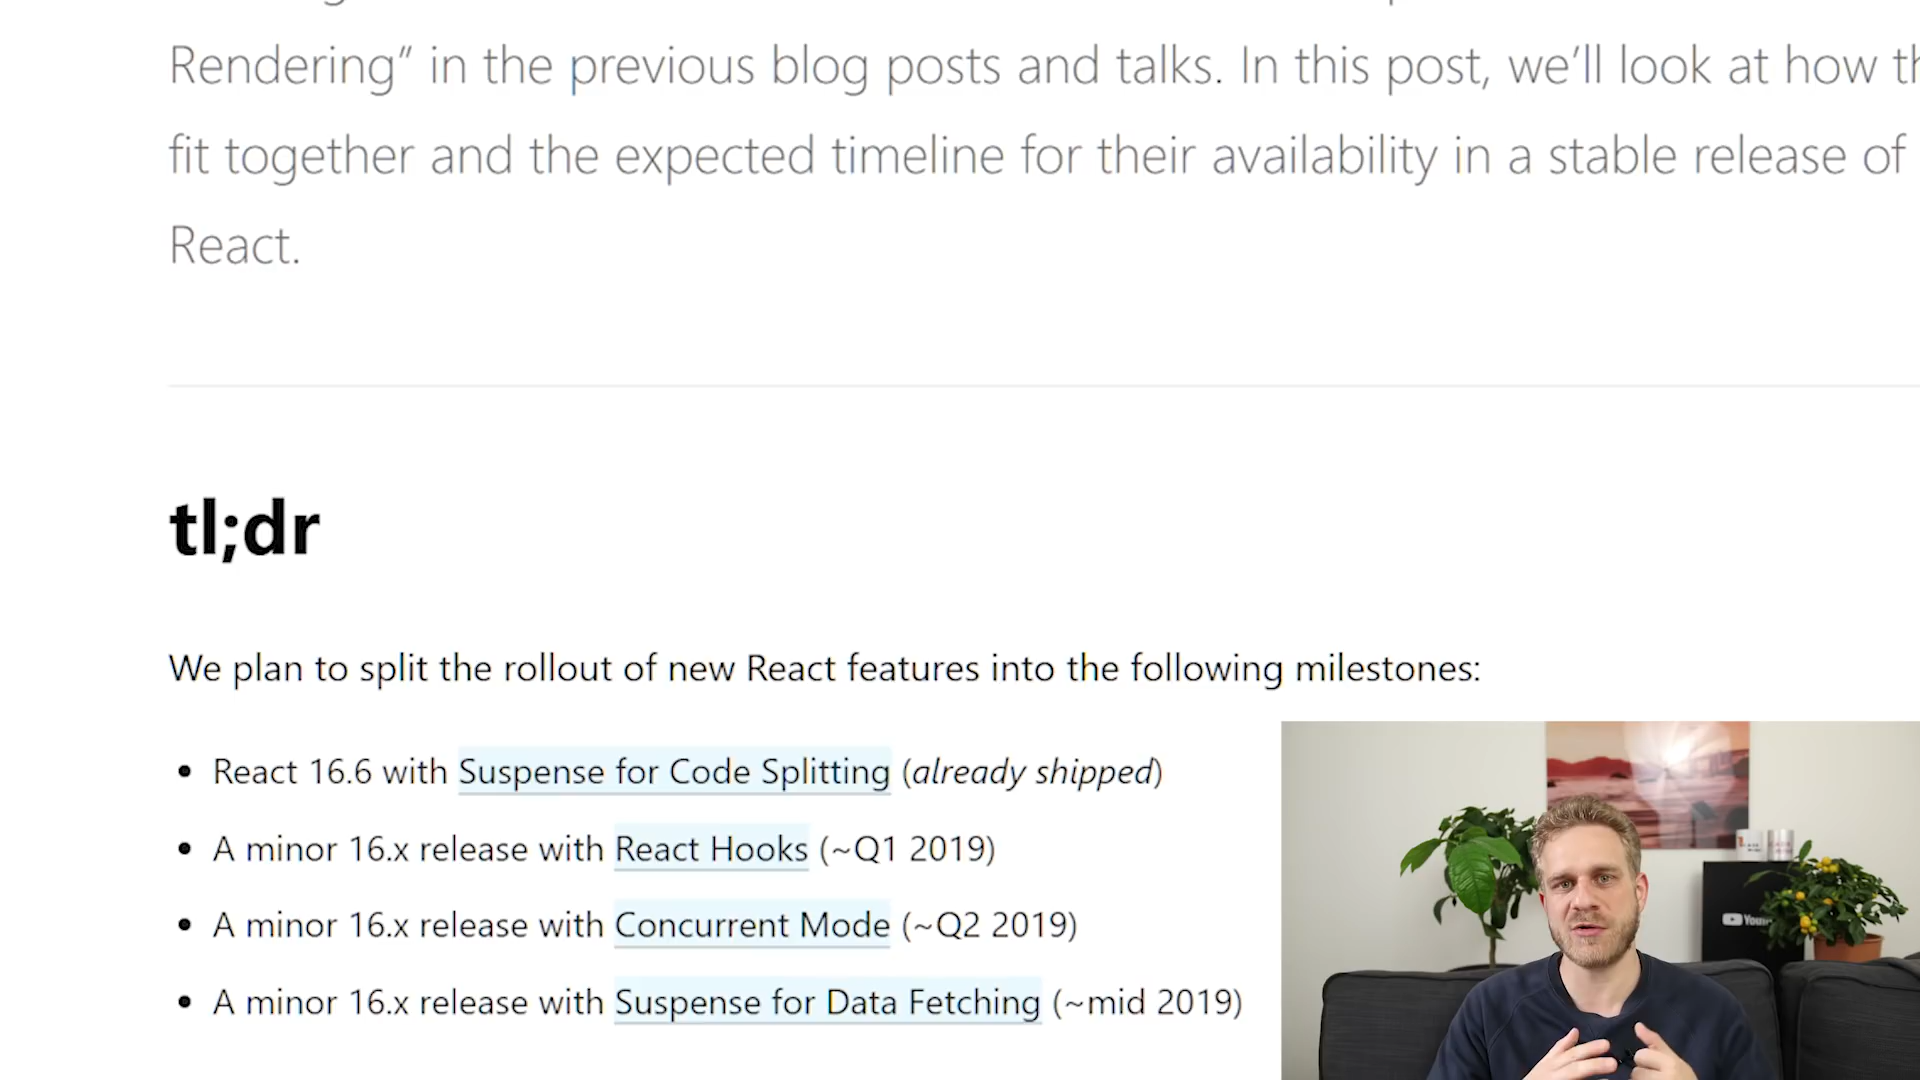 Rendering” in the previous blog posts and talks. In this post, we’ll look at how
fit together and the expected timeline for their availability in a stable release of
React.
tl;dr
We plan to split the rollout of new React features into the following milestones:
• React 16.6 with Suspense for Code Splitting (already shipped)
• A minor 16.x release with React Hooks (~Q1 2019)
• A minor 16.x release with Concurrent Mode (~Q2 2019)
• A minor 16.x release with Suspense for Data Fetching (~mid 2019)